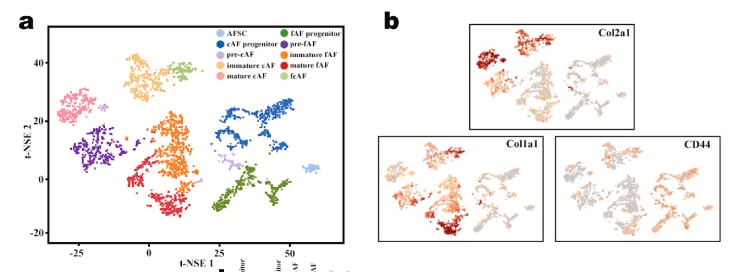 a
AFSC
fAF progenitor
cAF progenitor
pre-fAF
pre-cAF
immature fAF
immature cAF
mature fAF
mature cAF
fcAF
40
20
0
-20
t-NSE 2
-25
0
25
50
t-NSE 1
b
Col2a1
Col1a1
CD44